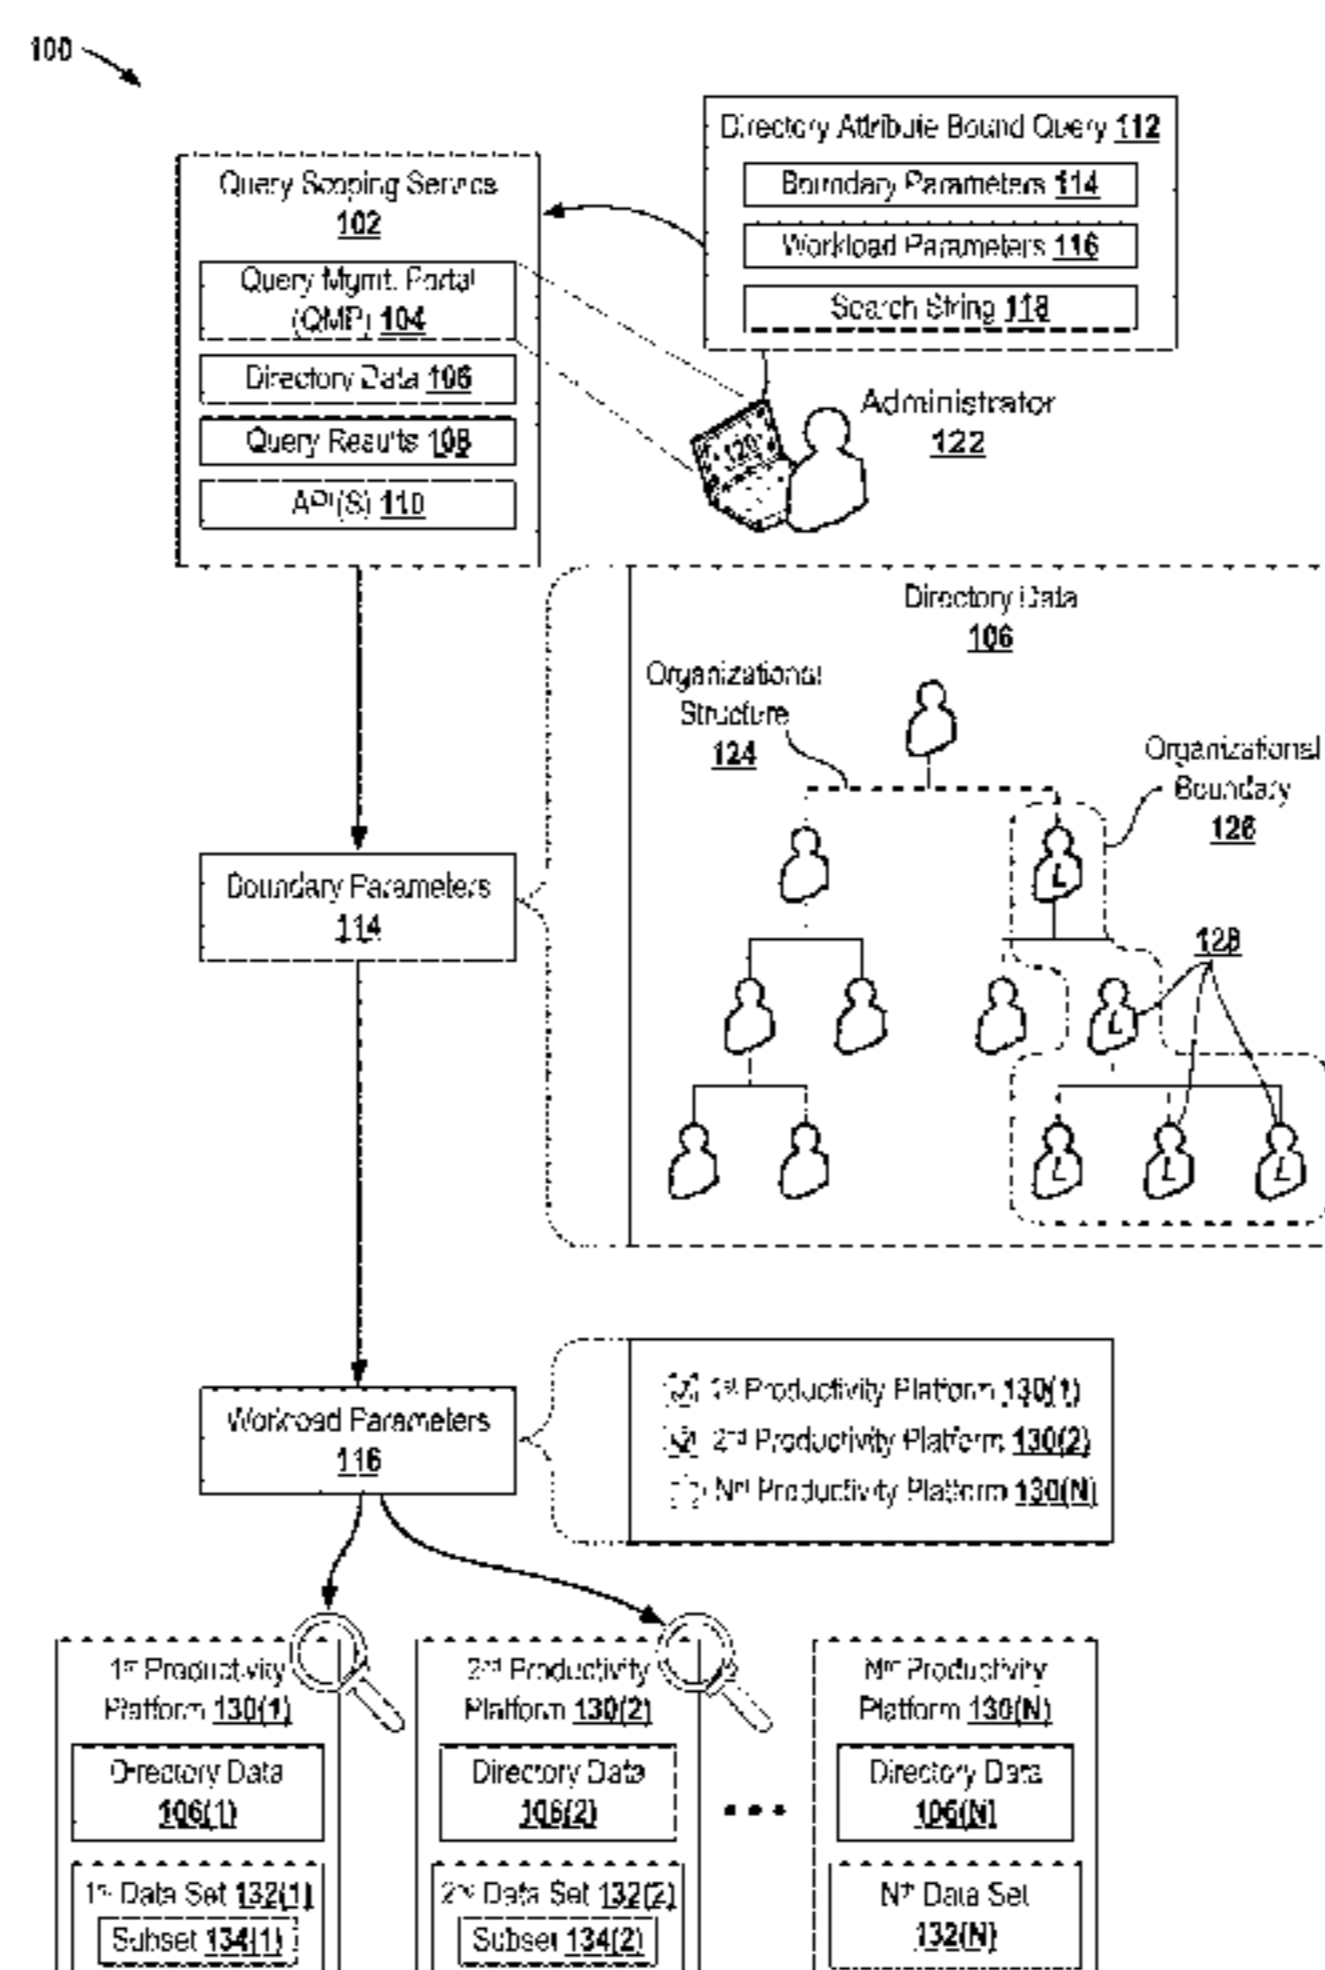 100
Directory Attribute Bound Query 112
Boundary Parameters 114
Workload Parameters 116
Search String 118
Query Scoping Service
102
Query Mgmt. Portal
(QMP) 104
Directory Data 106
Query Results 108
API(S) 110
120
Administrator
122
Directory Data
106
Organizational
Structure
124
Organizational
Boundary
126
128
L
L
L
L
L
Boundary Parameters
114
Workload Parameters
116
1st Productivity Platform 130(1)
2nd Productivity Platform 130(2)
Nth Productivity Platform 130(N)
1st Productivity
Platform 130(1)
Directory Data
106(1)
1st Data Set 132(1)
Subset 134(1)
2nd Productivity
Platform 130(2)
Directory Data
106(2)
2nd Data Set 132(2)
Subset 134(2)
Nth Productivity
Platform 130(N)
Directory Data
106(N)
Nth Data Set
132(N)